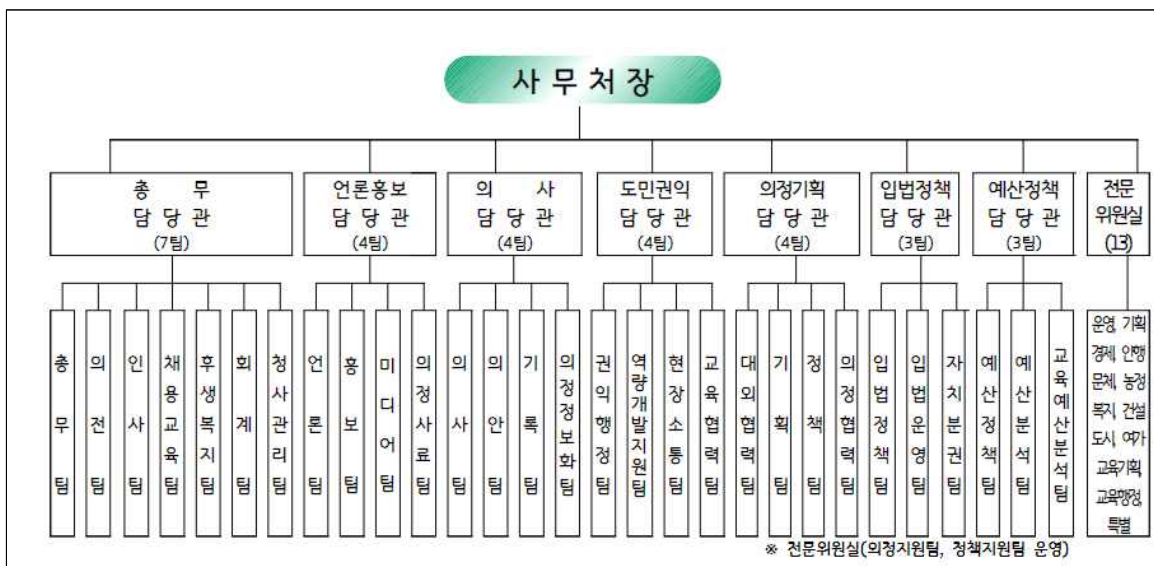 사 무 처 장
총 무
담 당 관
(7팀)
언론홍보
담 당 관
(4팀)
의 사
담 당 관
(4팀)
도민권익
담 당 관
(4팀)
의정기획
담 당 관
(4팀)
입법정책
담 당 관
(3팀)
예산정책
담 당 관
(3팀)
전문
위원실
(13)
총무팀
의전팀
인사팀
채용교육팀
후생복지팀
회계팀
청사관리팀
언론팀
홍보팀
미디어팀
의정사료팀
의사팀
의안팀
기록팀
의정정보화팀
권익행정팀
역량개발지원팀
현장소통팀
교육협력팀
대외협력팀
기획팀
정책팀
의정협력팀
입법정책팀
입법운영팀
자치분권팀
예산정책팀
예산분석팀
교육예산분석팀
운영, 기획
경제, 안행
문체, 농정
복지, 건설
도시, 여가
교육기획,
교육행정,
특별
※ 전문위원실(의정지원팀, 정책지원팀 운영)